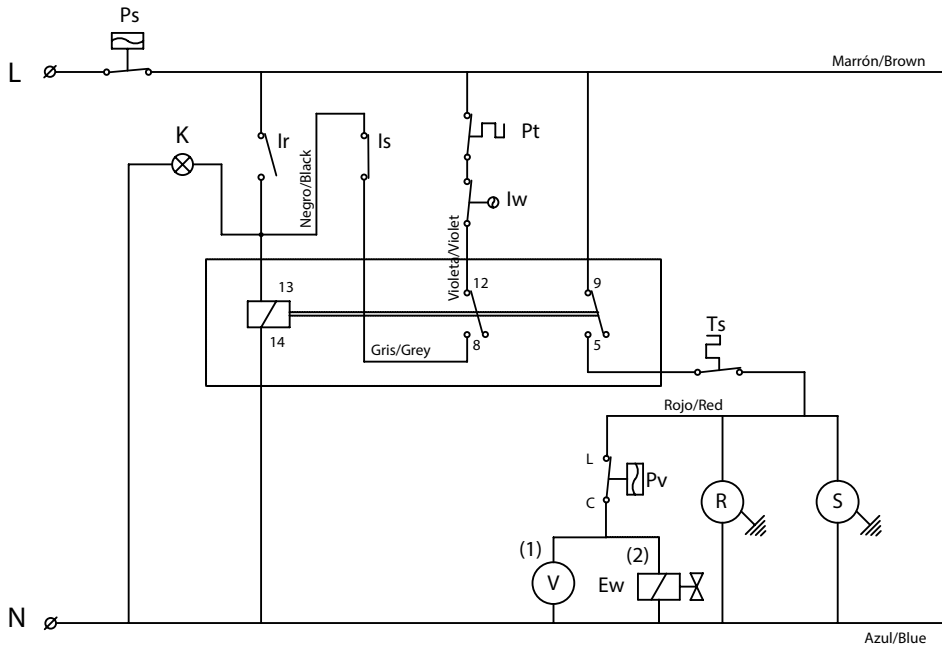 Ps
L
Marrón/Brown
K
Ir
Negro/Black
Is
Pt
Iw
Violeta/Violet
13
12
9
14
8
5
Gris/Grey
Ts
Rojo/Red
L
Pv
C
R
S
(1)
(2)
V
Ew
N
Azul/Blue